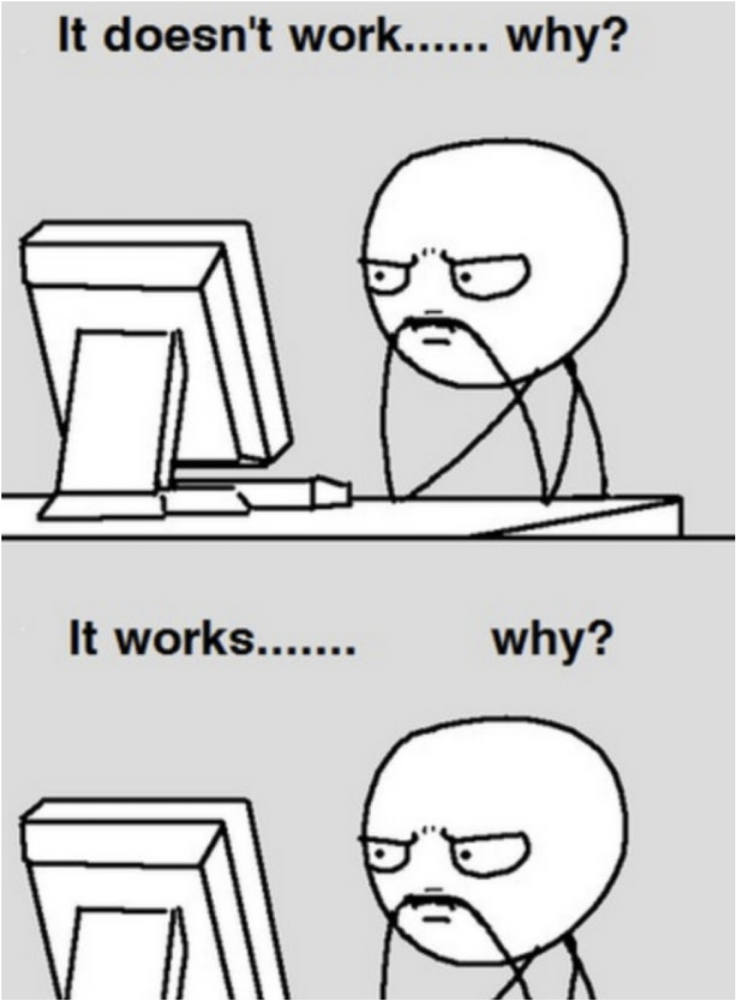 It doesn't work...... why?
It works....... why?